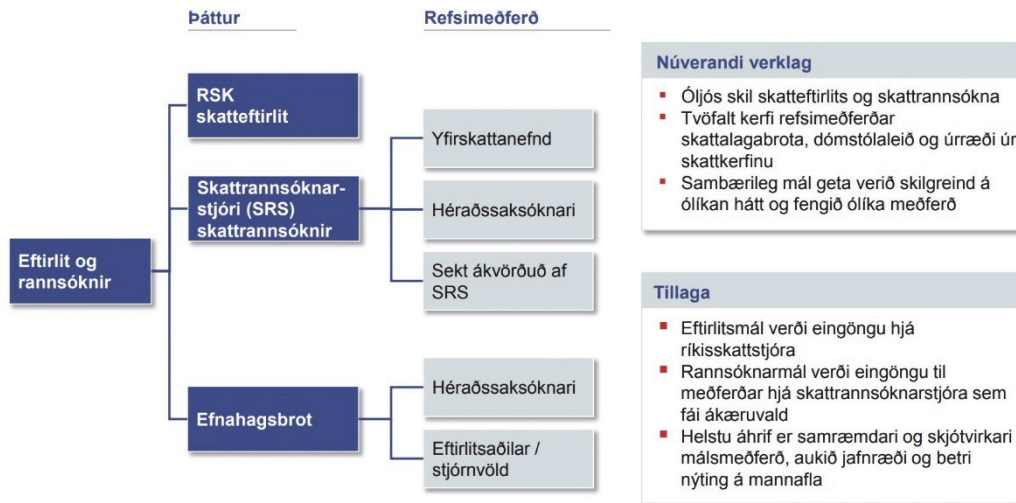 Þáttur
Refsimeðferð
Eftirlit og
rannsóknir
RSK
skatteftirlit
Skattrannsóknar-
stjóri (SRS)
skattrannsóknir
Efnahagsbrot
Yfirskattanefnd
Héraðssaksóknari
Sekt ákvörðuð af
SRS
Héraðssaksóknari
Eftirlitsaðilar /
stjórnvöld
Núverandi verklag
Óljós skil skatteftirlits og skattrannsókna
Tvöfalt kerfi refsimeðferðar
skattalagabrota, dómstólaleið og úrræði úr
skattkerfinu
Sambærileg mál geta verið skilgreind á
ólíkan hátt og fengið ólíka meðferð
Tillaga
Eftirlitsmál verði eingöngu hjá
ríkisskattstjóra
Rannsóknarmál verði eingöngu til
meðferðar hjá skattrannsóknarstjóra sem
fái ákæruvald
Helstu áhrif er samræmdari og skjótvirkari
málsmeðferð, aukið jafnræði og betri
nýting á mannafla